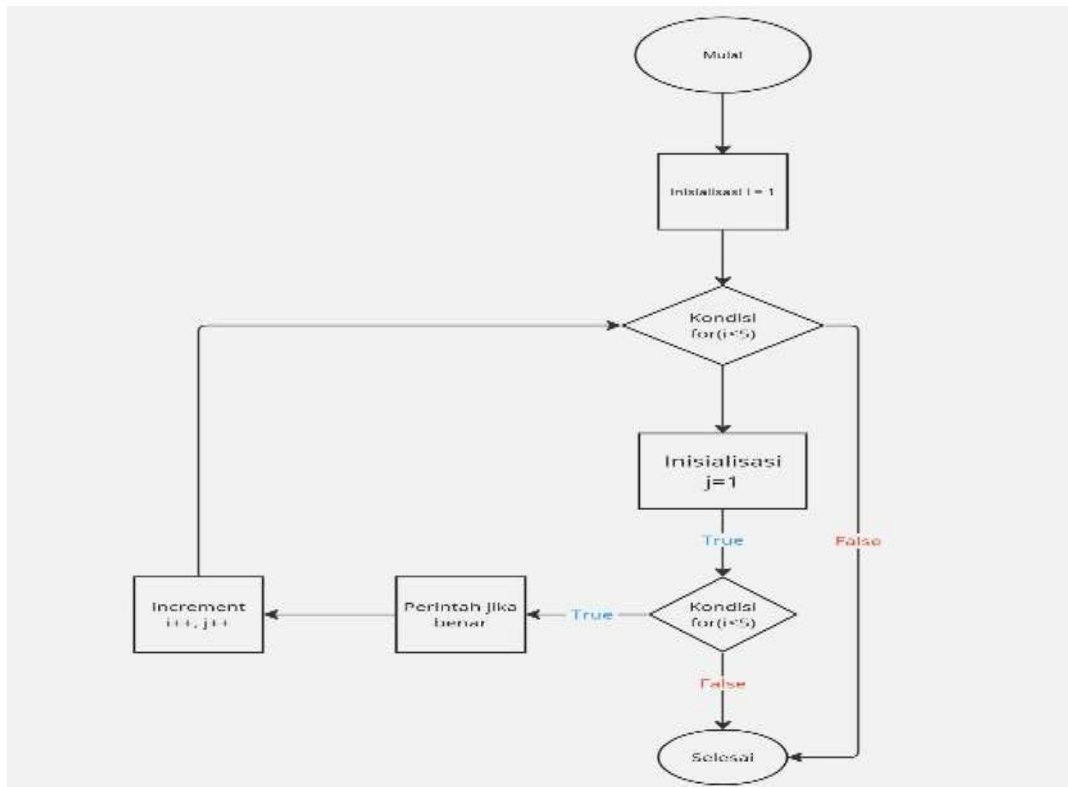 Mulai
Inisialisasi i = 1
Kondisi
for(i<5)
Inisialisasi
j=1
True
False
Increment
i++, j++
Perintah jika
benar
True
Kondisi
for(i<5)
False
Selesai